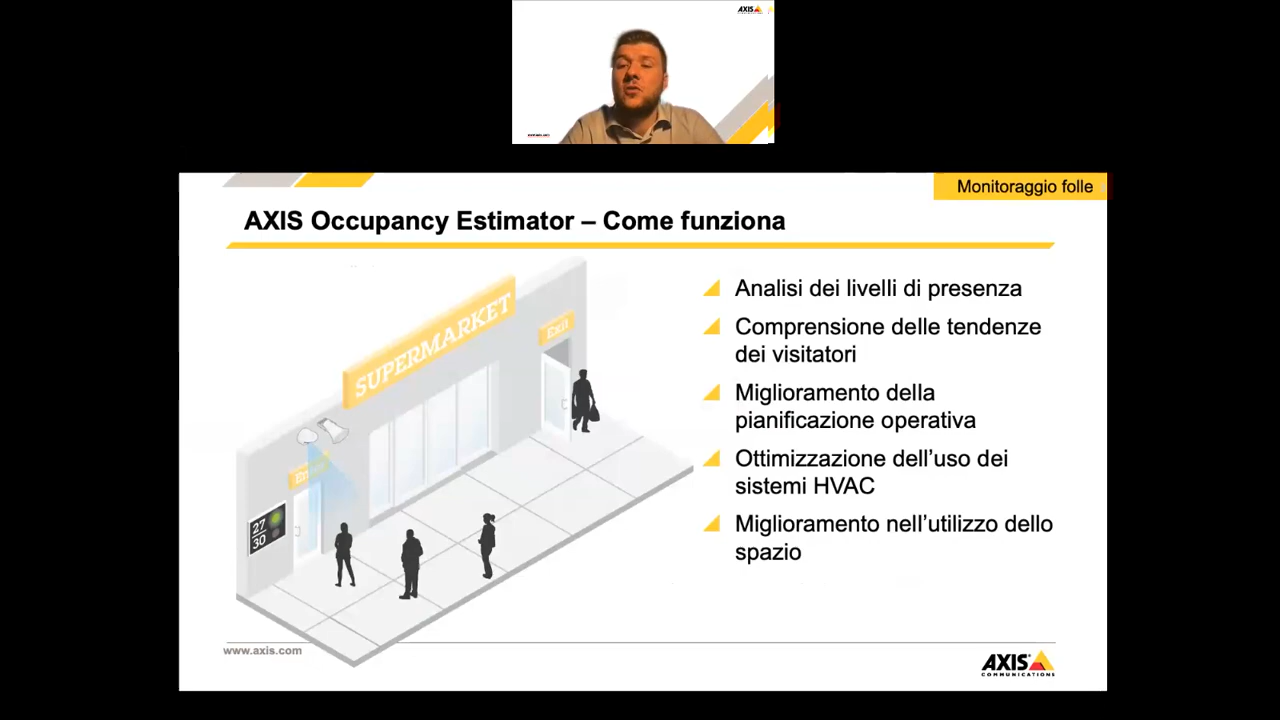 AXIS
Monitoraggio folle
AXIS Occupancy Estimator – Come funziona
SUPERMARKET
Exit
27
30
Analisi dei livelli di presenza
Comprensione delle tendenze
dei visitatori
Miglioramento della
pianificazione operativa
Ottimizzazione dell’uso dei
sistemi HVAC
Miglioramento nell’utilizzo dello
spazio
www.axis.com
AXIS
COMMUNICATIONS